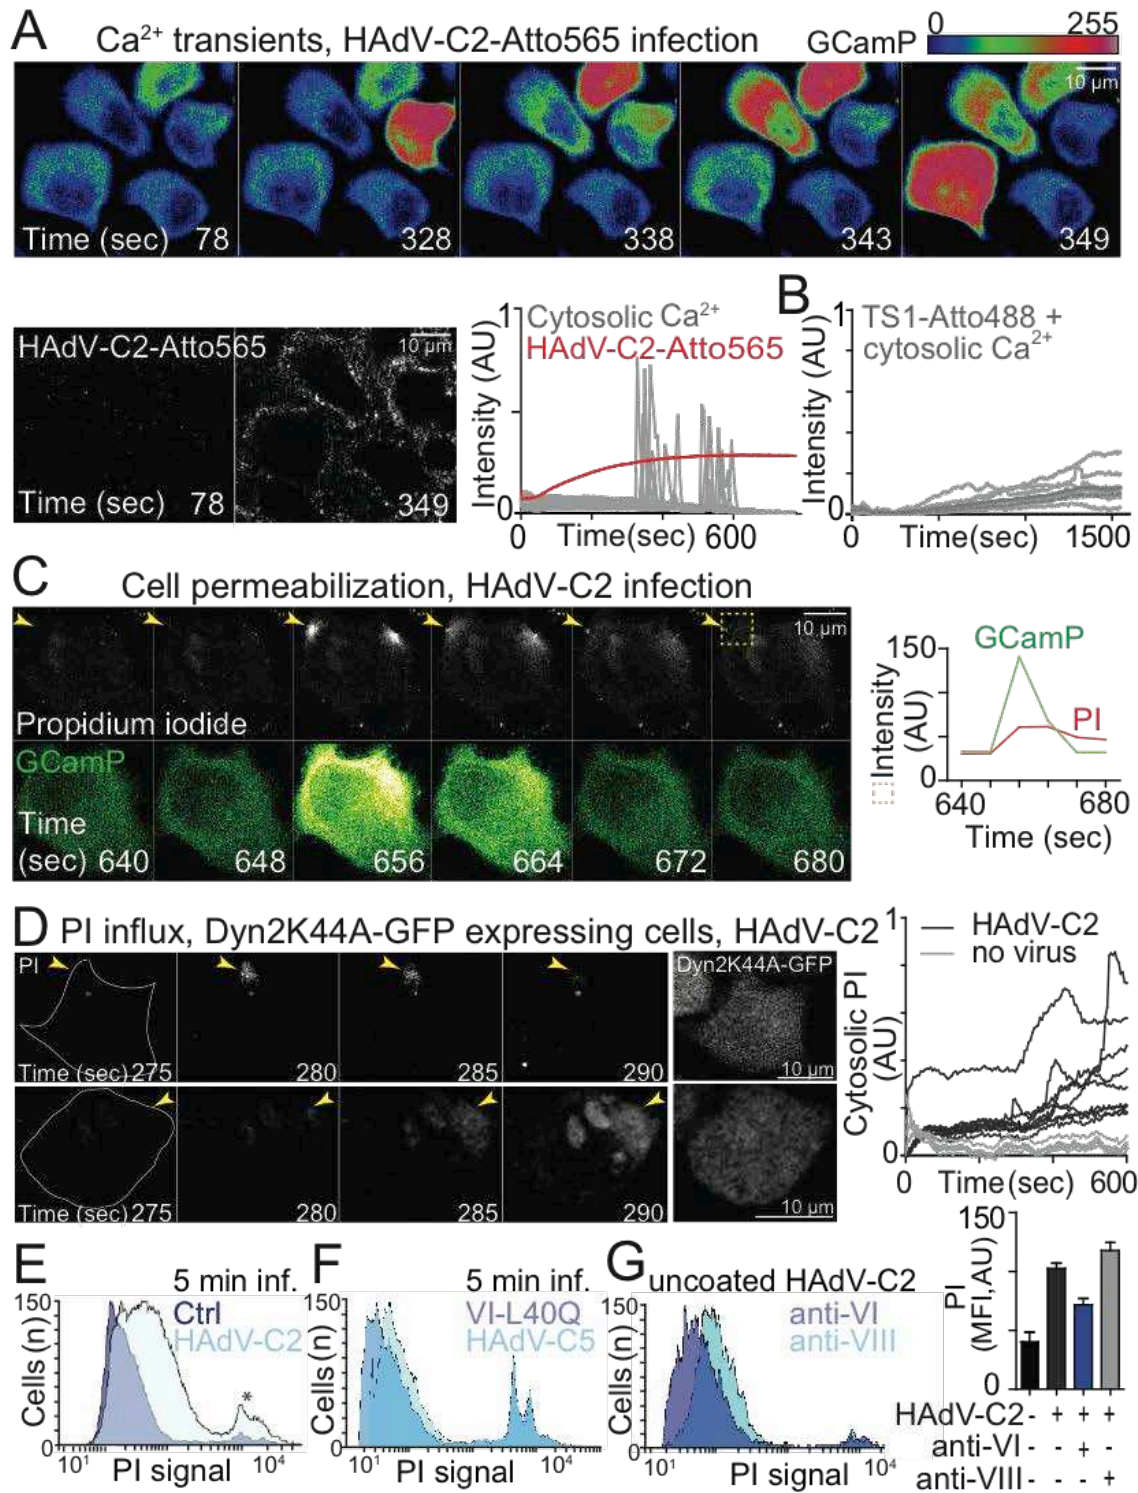 A Ca²⁺ transients, HAdV-C2-Atto565 infection GCamP 0 255
10 µm
Time (sec) 78 328 338 343 349
HAdV-C2-Atto565
10 µm
Time (sec) 78 349
1
Intensity (AU)
0
Cytosolic Ca²⁺
HAdV-C2-Atto565
0 Time(sec) 600
B
1
Intensity (AU)
0
TS1-Atto488 +
cytosolic Ca²⁺
0 Time(sec) 1500
C Cell permeabilization, HAdV-C2 infection
10 µm
Propidium iodide
GCamP
Time
(sec) 640 648 656 664 672 680
GCamP
150
PI
Intensity
(AU)
0
640 680
Time (sec)
D PI influx, Dyn2K44A-GFP expressing cells, HAdV-C2
PI
Dyn2K44A-GFP
Time (sec) 275 280 285 290 10 µm
Time (sec) 275 280 285 290 10 µm
1
HAdV-C2
no virus
Cytosolic PI
(AU)
0
0 Time(sec) 600
E 5 min inf.
150
Ctrl
HAdV-C2
*
Cells (n)
0
10¹ PI signal 10⁴
F 5 min inf.
150
VI-L40Q
HAdV-C5
Cells (n)
0
10¹ PI signal 10⁴
G uncoated HAdV-C2
150
anti-VI
anti-VIII
Cells (n)
0
10¹ PI signal 10⁴
150
PI
(MFI,AU)
0
HAdV-C2 - + + +
anti-VI - - + -
anti-VIII - - - +